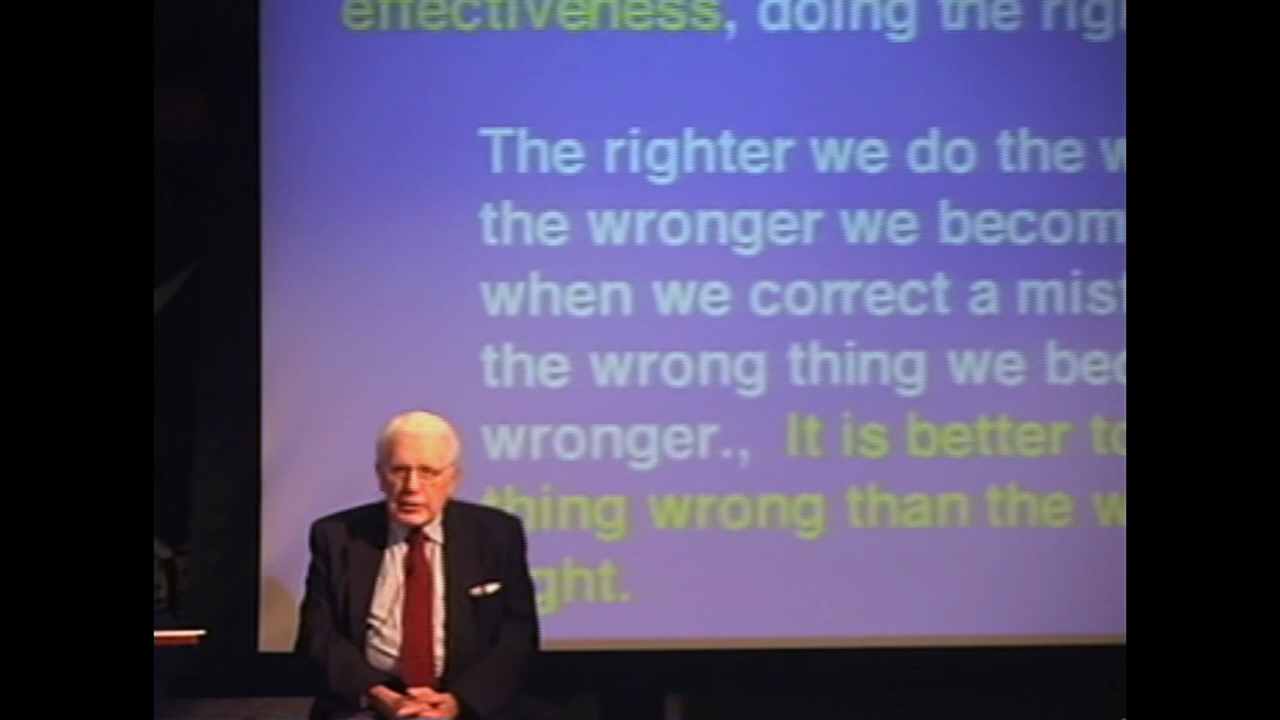 effectiveness, doing the rig
The righter we do the w
the wronger we becom
when we correct a mist
the wrong thing we bec
wronger., It is better to
thing wrong than the w
ght.